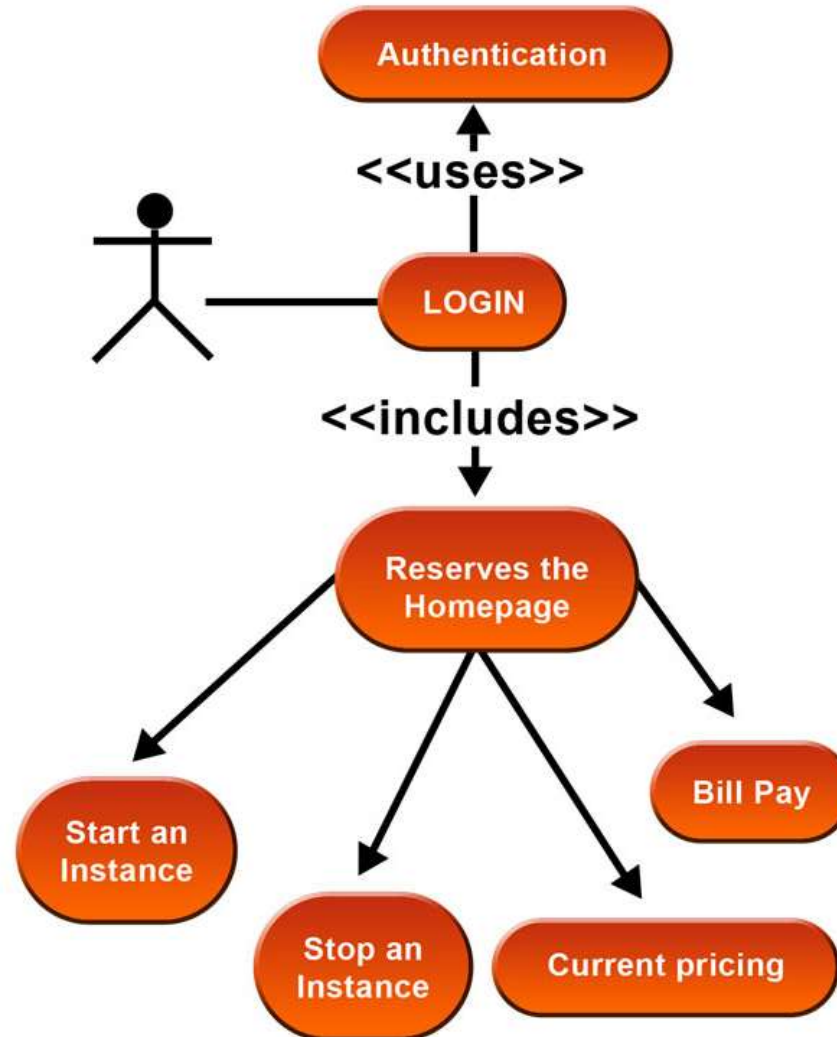 Authentication
<<uses>>
LOGIN
<<includes>>
Reserves the
Homepage
Bill Pay
Start an
Instance
Stop an
Instance
Current pricing